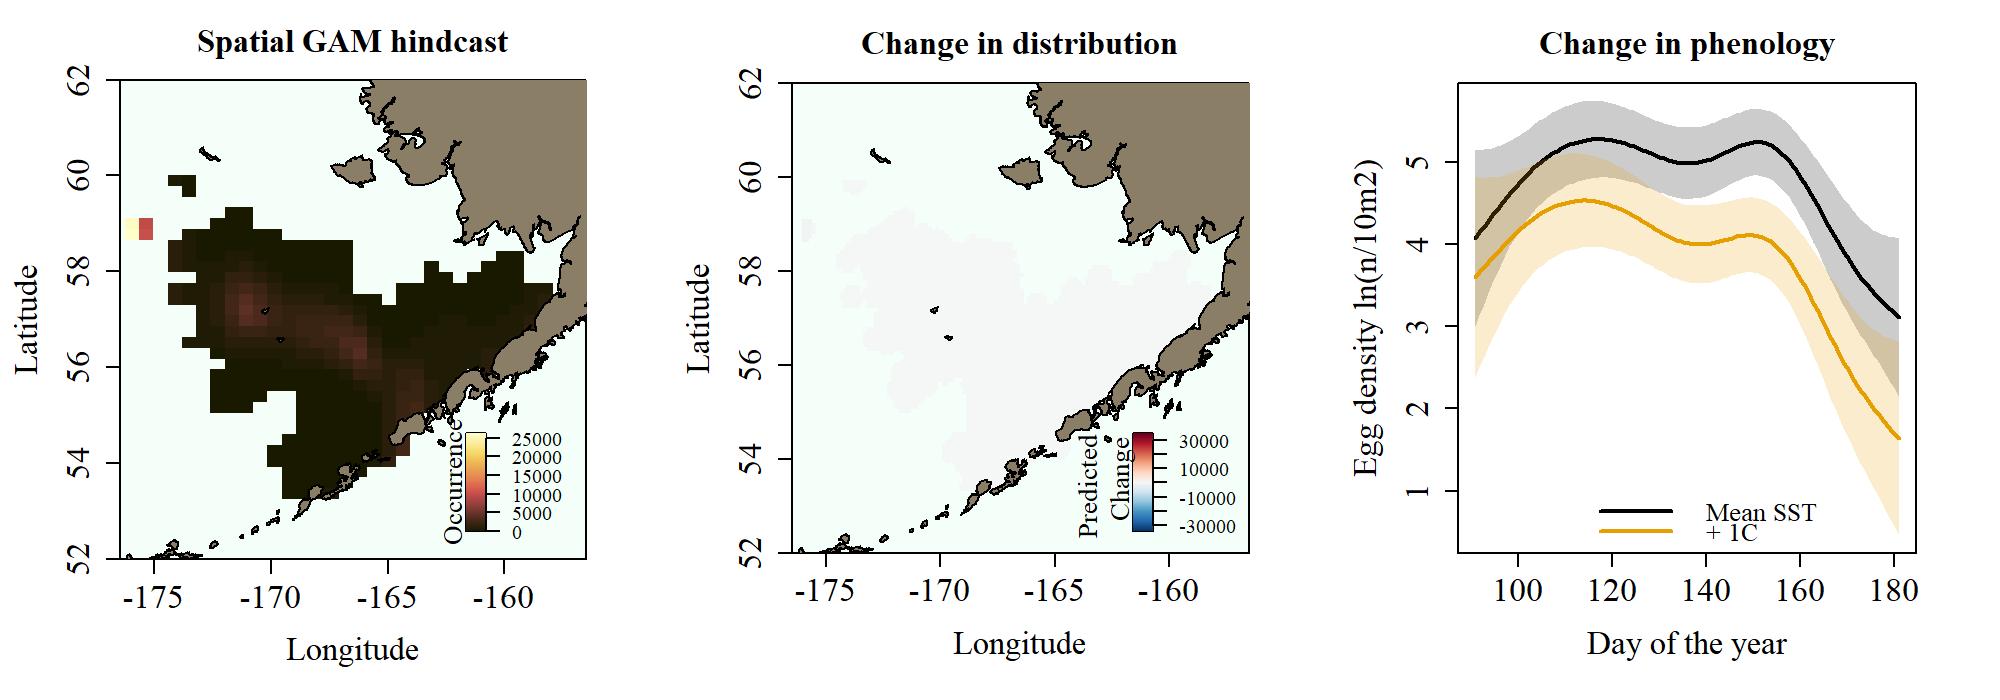 Spatial GAM hindcast
Latitude
62
60
58
56
54
52
-175
-170
-165
-160
Longitude
Occurrence
25000
20000
15000
10000
5000
0
Change in distribution
Latitude
62
60
58
56
54
52
-175
-170
-165
-160
Longitude
Predicted
Change
30000
10000
-10000
-30000
Change in phenology
Egg density ln(n/10m2)
5
4
3
2
1
100
120
140
160
180
Day of the year
Mean SST
+ 1C